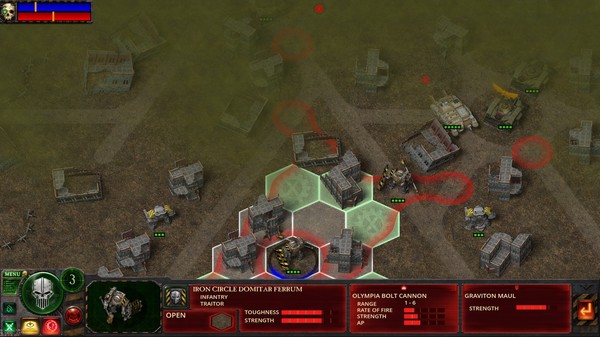 MENU
3
IRON CIRCLE DOMITAR FERRUM
INFANTRY
TRAITOR
OPEN
TOUGHNESS
STRENGTH
OLYMPIA BOLT CANNON
RANGE 1 - 6
RATE OF FIRE
STRENGTH
AP
GRAVITON MAUL
STRENGTH